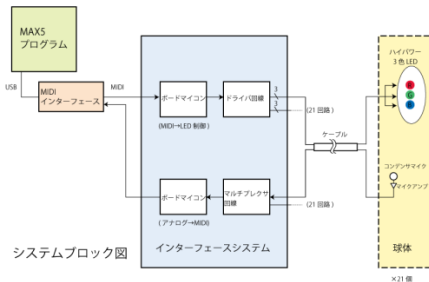 MAX5
プログラム
USB
MIDI
インターフェース
MIDI
ボードマイコン
ドライバ回線
3
3
(MIDI→LED 制御)
(21 回路)
ケーブル
ハイパワー
3 色 LED
R
G
B
コンデンサマイク
マイクアンプ
ボードマイコン
マルチプレクサ
回線
(アナログ→MIDI)
(21 回路)
システムブロック図
インターフェースシステム
球体
×21 個